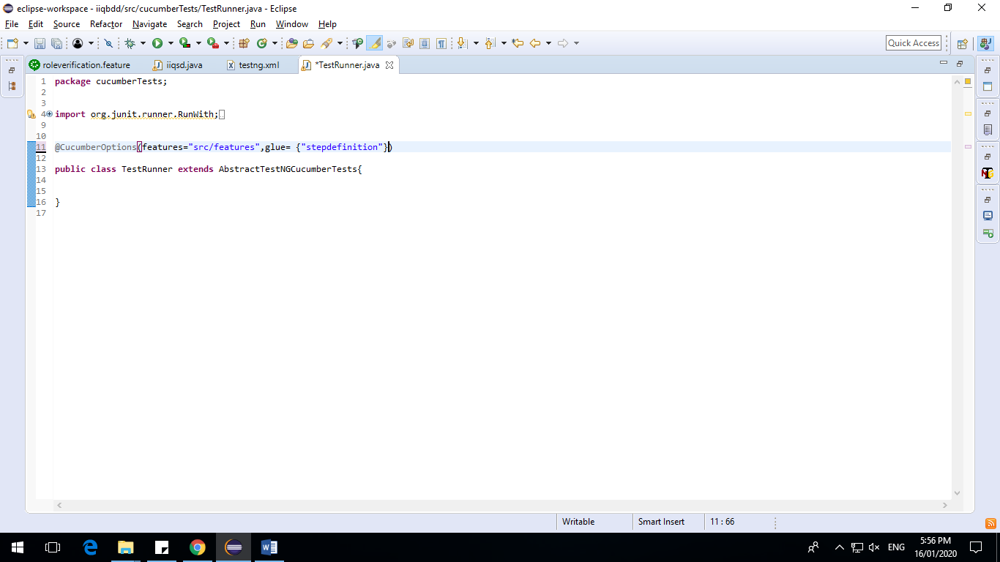 eclipse-workspace - iiqbdd/src/cucumberTests/TestRunner.java - Eclipse
File Edit Source Refactor Navigate Search Project Run Window Help
Quick Access
roleverification.feature iiqsd.java testng.xml *TestRunner.java
1 package cucumberTests;
2
3
4 import org.junit.runner.RunWith;
9
10
11 @CucumberOptions(features="src/features",glue= {"stepdefinition"})
12
13 public class TestRunner extends AbstractTestNGCucumberTests{
14
15
16 }
17
Writable Smart Insert 11 : 66
ENG 5:56 PM
16/01/2020